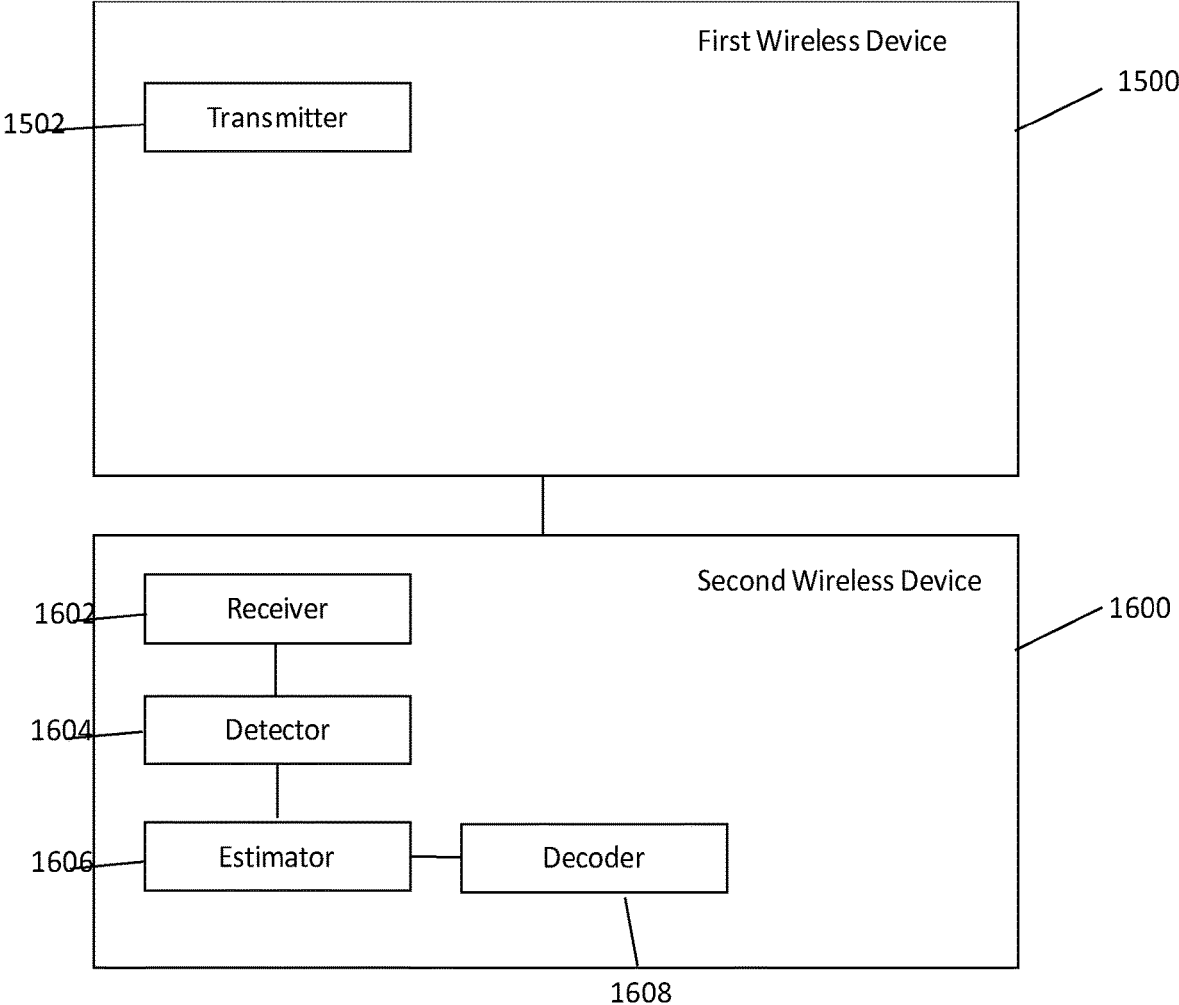 First Wireless Device
1500
1502
Transmitter
Second Wireless Device
1602
Receiver
1600
1604
Detector
1606
Estimator
Decoder
1608